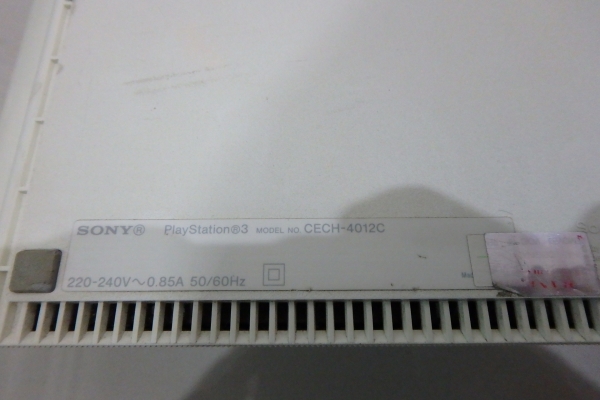 SONY® PlayStation®3 MODEL NO. CECH-4012C
220-240V~0.85A 50/60Hz